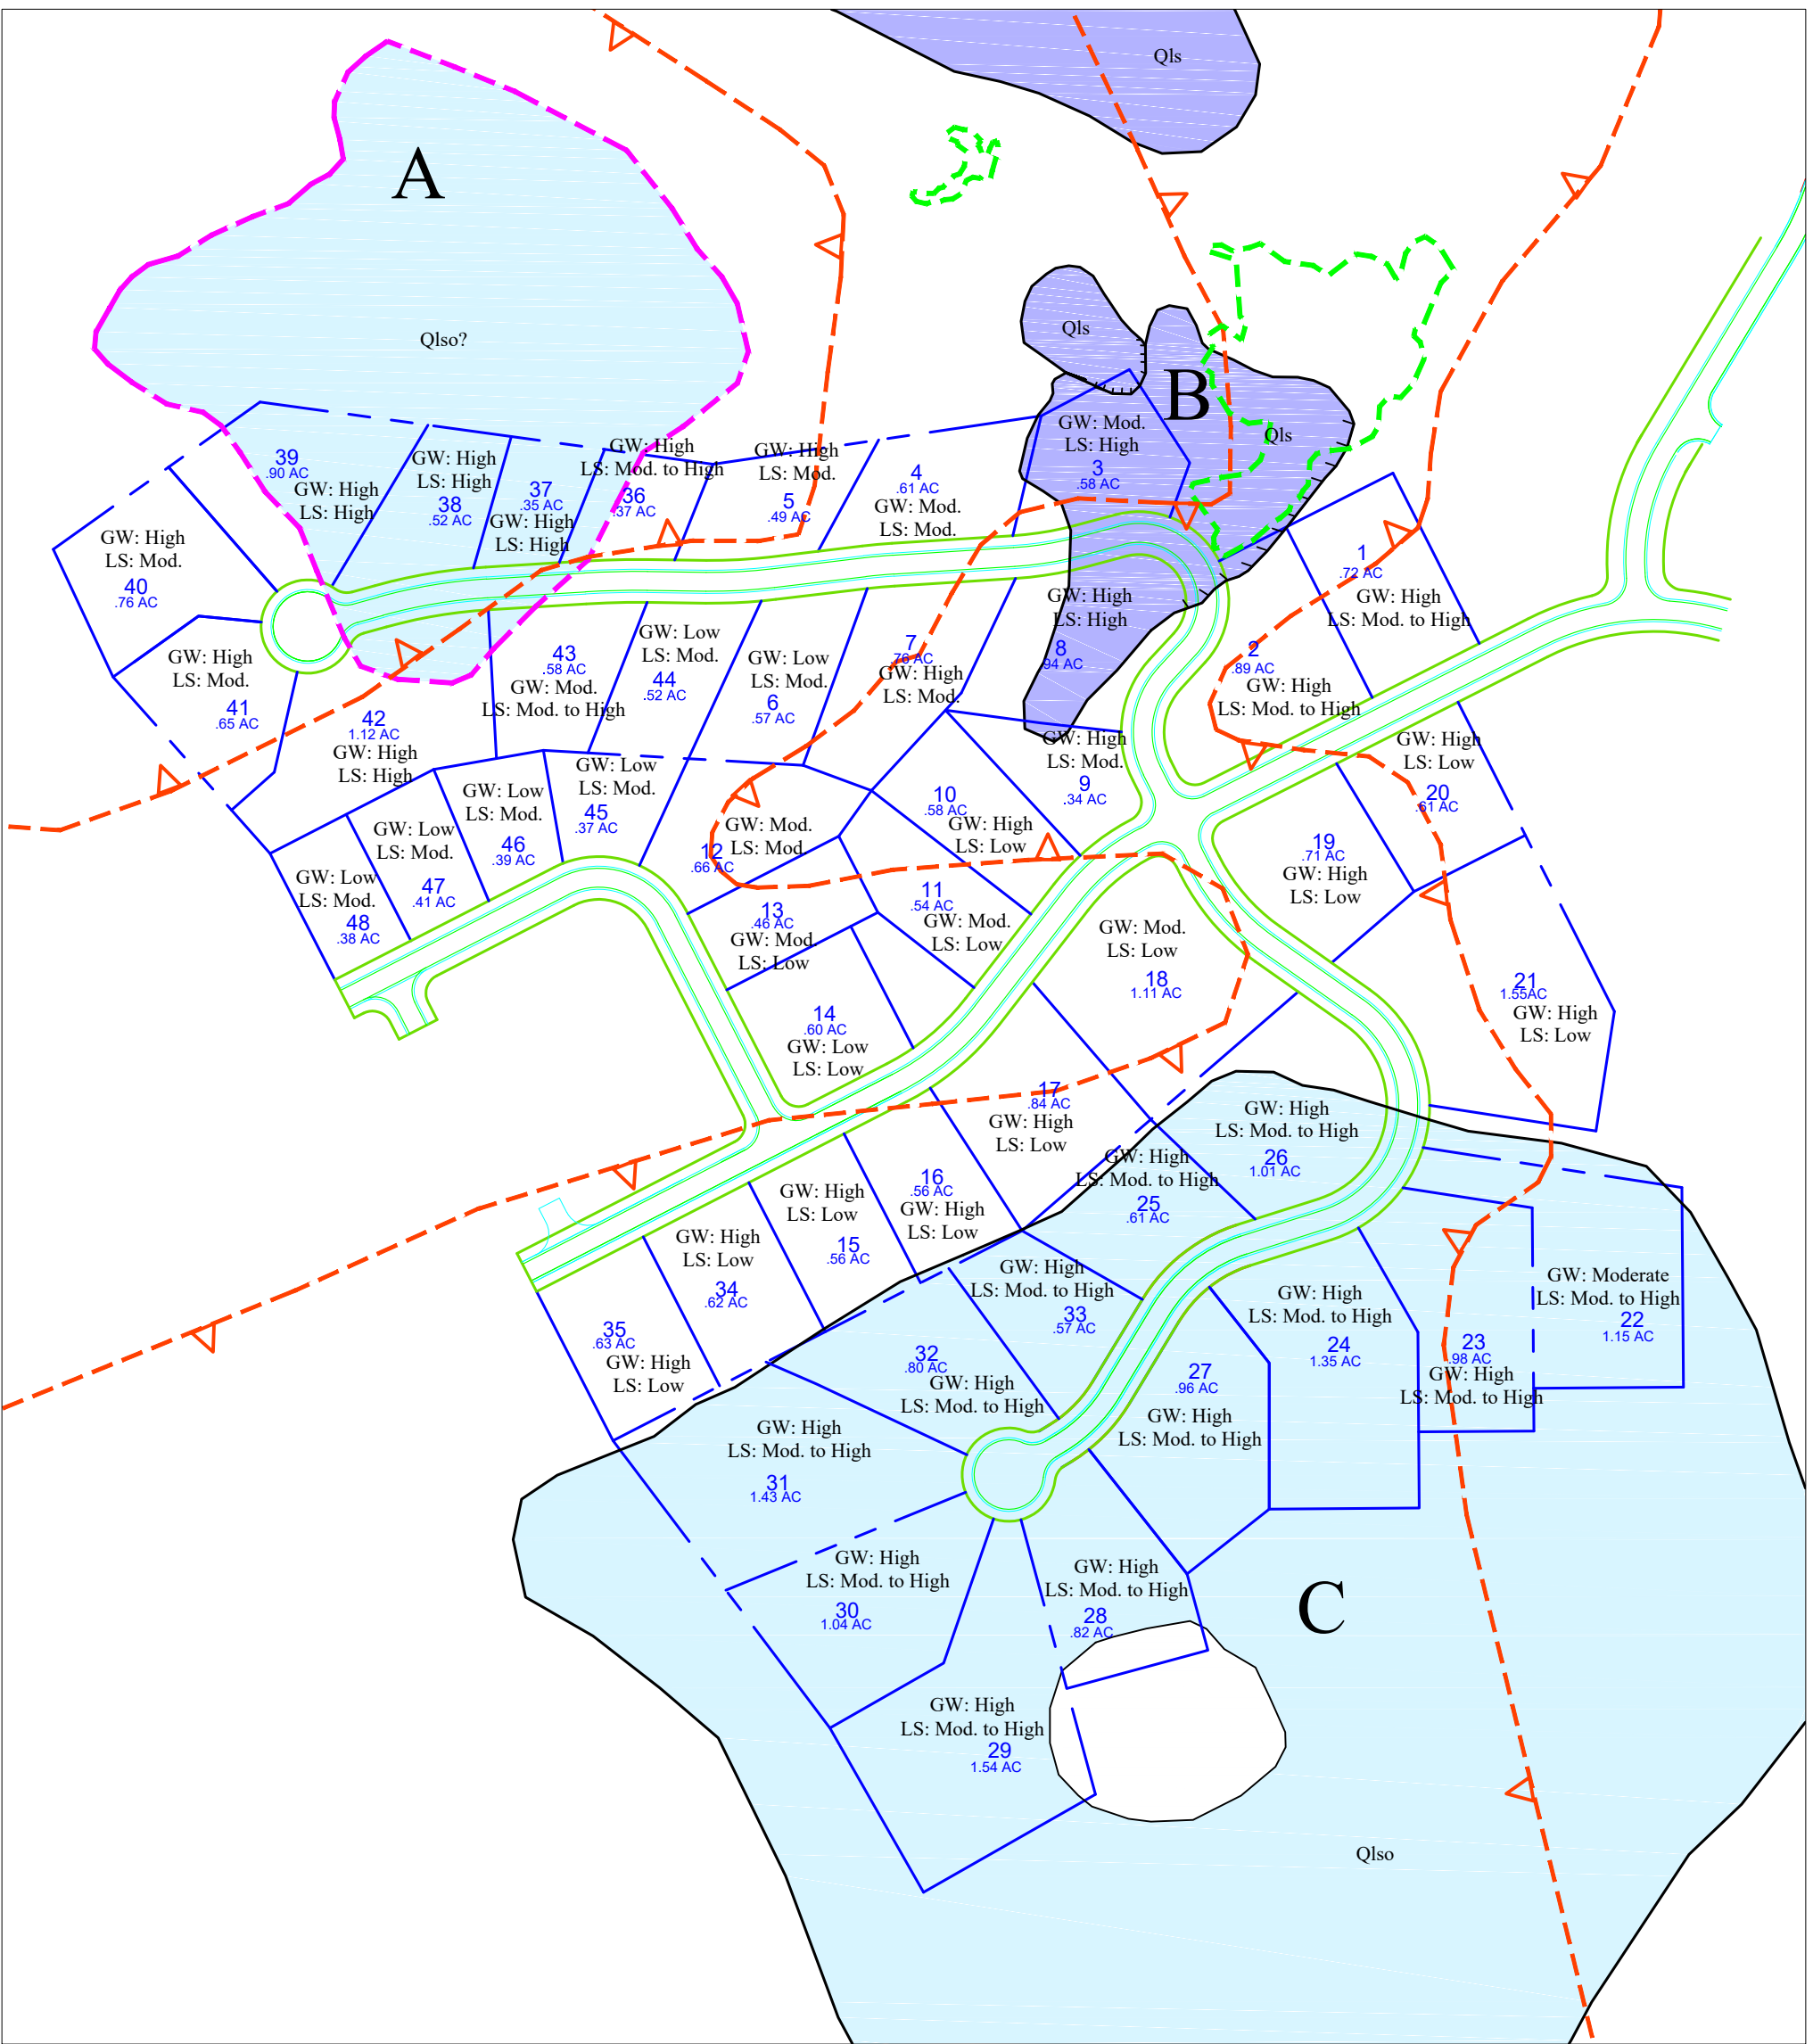 Qls
A
Qlso?
Qls
B
Qls
GW: Mod.
LS: High
3
.58 AC
39
.90 AC
GW: High
LS: High
GW: High
LS: High
38
.52 AC
37
.35 AC
GW: High
LS: High
GW: High
LS: Mod. to High
36
.37 AC
GW: High
LS: Mod.
5
.49 AC
4
.61 AC
GW: Mod.
LS: Mod.
GW: High
LS: Mod.
40
.76 AC
1
.72 AC
GW: High
LS: Mod. to High
GW: High
LS: High
8
.94 AC
GW: High
LS: Mod.
41
.65 AC
42
1.12 AC
GW: High
LS: High
43
.58 AC
GW: Mod.
LS: Mod. to High
GW: Low
LS: Mod.
44
.52 AC
GW: Low
LS: Mod.
6
.57 AC
7
.76 AC
GW: High
LS: Mod.
2
.89 AC
GW: High
LS: Mod. to High
GW: High
LS: Mod.
9
.34 AC
GW: High
LS: Low
20
.61 AC
GW: Low
LS: Mod.
48
.38 AC
GW: Low
LS: Mod.
47
.41 AC
GW: Low
LS: Mod.
46
.39 AC
GW: Low
LS: Mod.
45
.37 AC
GW: Mod.
LS: Mod.
12
.66 AC
10
.58 AC
GW: High
LS: Low
19
.71 AC
GW: High
LS: Low
13
.46 AC
GW: Mod.
LS: Low
11
.54 AC
GW: Mod.
LS: Low
GW: Mod.
LS: Low
18
1.11 AC
21
1.55AC
GW: High
LS: Low
14
.60 AC
GW: Low
LS: Low
17
.84 AC
GW: High
LS: Low
GW: High
LS: Mod. to High
26
1.01 AC
GW: High
LS: Mod. to High
25
.61 AC
16
.56 AC
GW: High
LS: Low
GW: High
LS: Low
15
.56 AC
GW: High
LS: Low
34
.62 AC
35
.63 AC
GW: High
LS: Low
GW: High
LS: Mod. to High
33
.57 AC
32
.80 AC
GW: High
LS: Mod. to High
27
.96 AC
GW: High
LS: Mod. to High
GW: High
LS: Mod. to High
24
1.35 AC
23
.98 AC
GW: High
LS: Mod. to High
GW: Moderate
LS: Mod. to High
22
1.15 AC
GW: High
LS: Mod. to High
31
1.43 AC
GW: High
LS: Mod. to High
30
1.04 AC
GW: High
LS: Mod. to High
28
.82 AC
C
GW: High
LS: Mod. to High
29
1.54 AC
Qlso